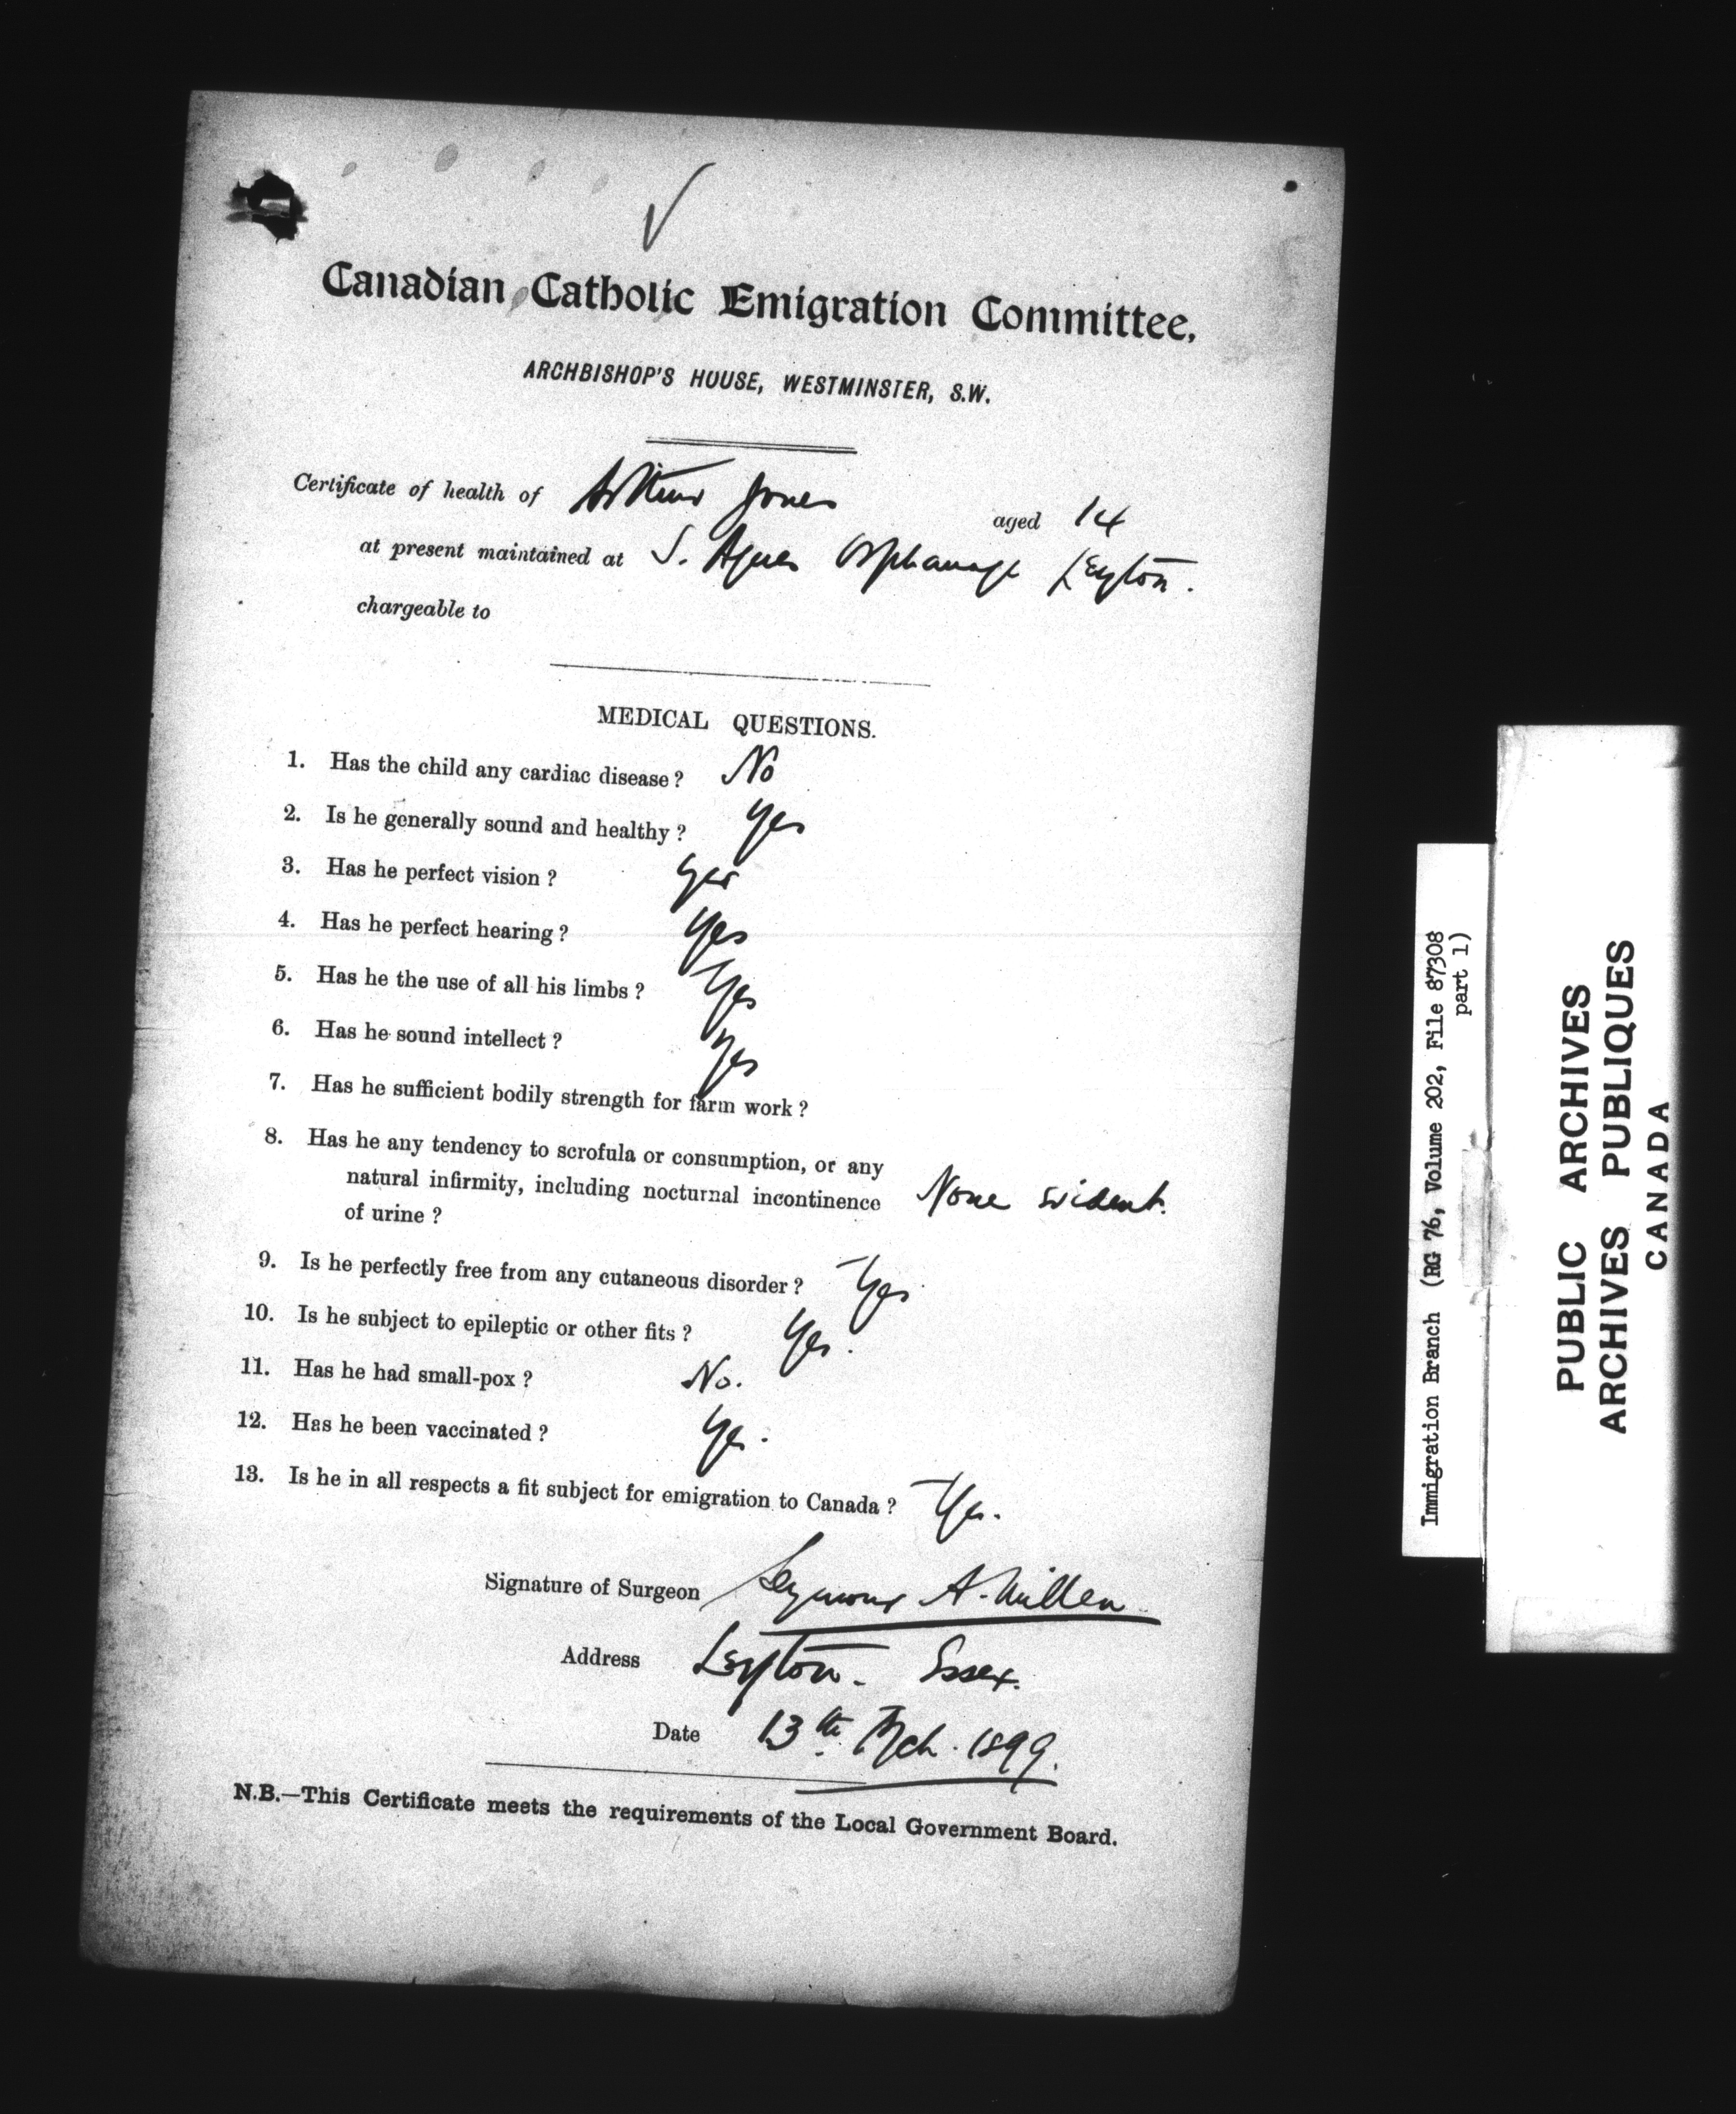 Canadian Catholic Emigration Committee,
ARCHBISHOP'S HOUSE, WESTMINSTER, S.W.
Certificate of health of Arthur Jones aged 14
at present maintained at S. Agnes Orphanage Leyton.
chargeable to
MEDICAL QUESTIONS.
1. Has the child any cardiac disease? No
2. Is he generally sound and healthy? Yes
3. Has he perfect vision? Yes
4. Has he perfect hearing? Yes
5. Has he the use of all his limbs? Yes
6. Has he sound intellect? Yes
7. Has he sufficient bodily strength for farm work?
8. Has he any tendency to scrofula or consumption, or any
natural infirmity, including nocturnal incontinence None evident.
of urine?
9. Is he perfectly free from any cutaneous disorder? Yes
10. Is he subject to epileptic or other fits? Yes.
11. Has he had small-pox? No.
12. Has he been vaccinated? Yes.
13. Is he in all respects a fit subject for emigration to Canada? Yes.
Signature of Surgeon Seymour A.
Address Leyton. Essex.
Date 13th. Mch. 1899.
N.B.—This Certificate meets the requirements of the Local Government Board.
Immigration Branch (RG 76, Volume 202, File 87308
part 1)
PUBLIC ARCHIVES
ARCHIVES PUBLIQUES
CANADA